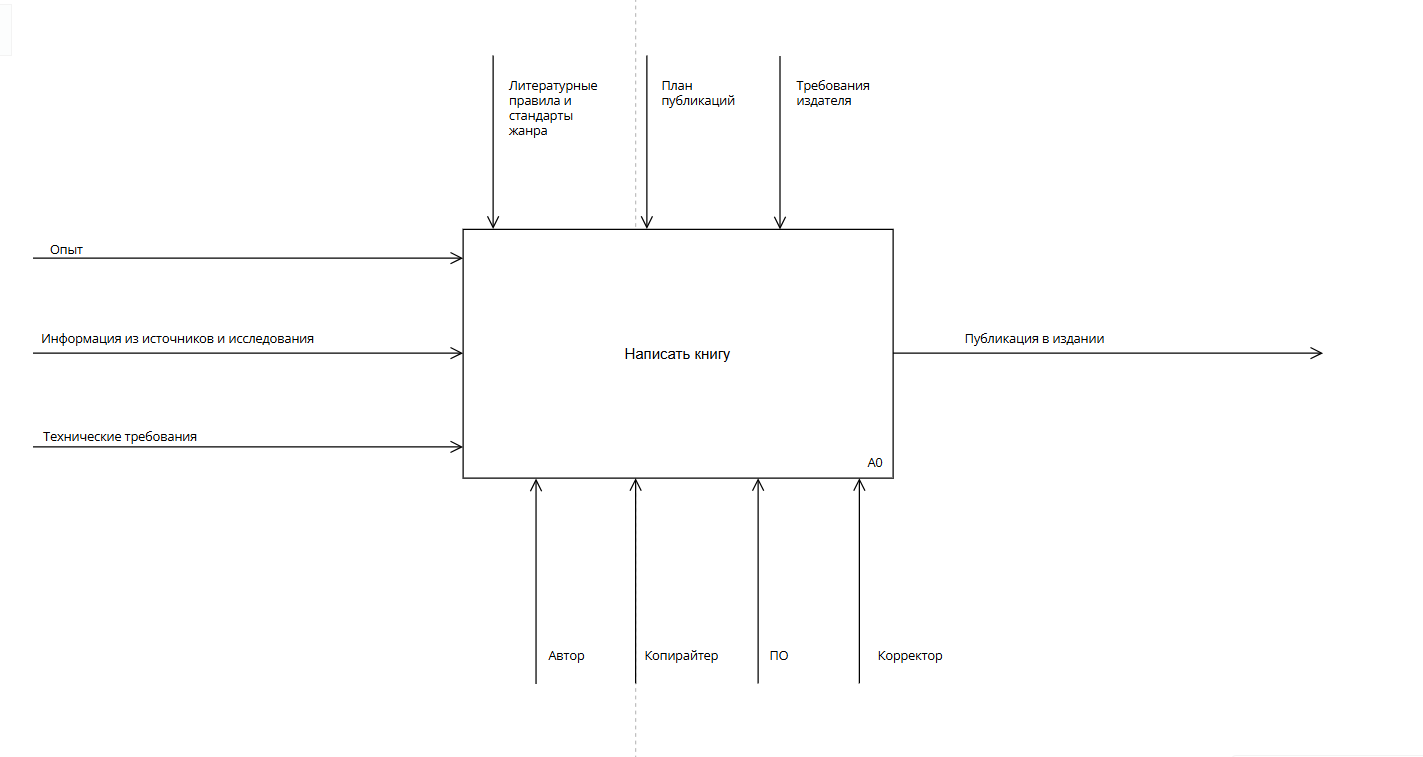 Литературные
правила и
стандарты
жанра
План
публикаций
Требования
издателя
Опыт
Информация из источников и исследования
Технические требования
Написать книгу
A0
Публикация в издании
Автор
Копирайтер
ПО
Корректор